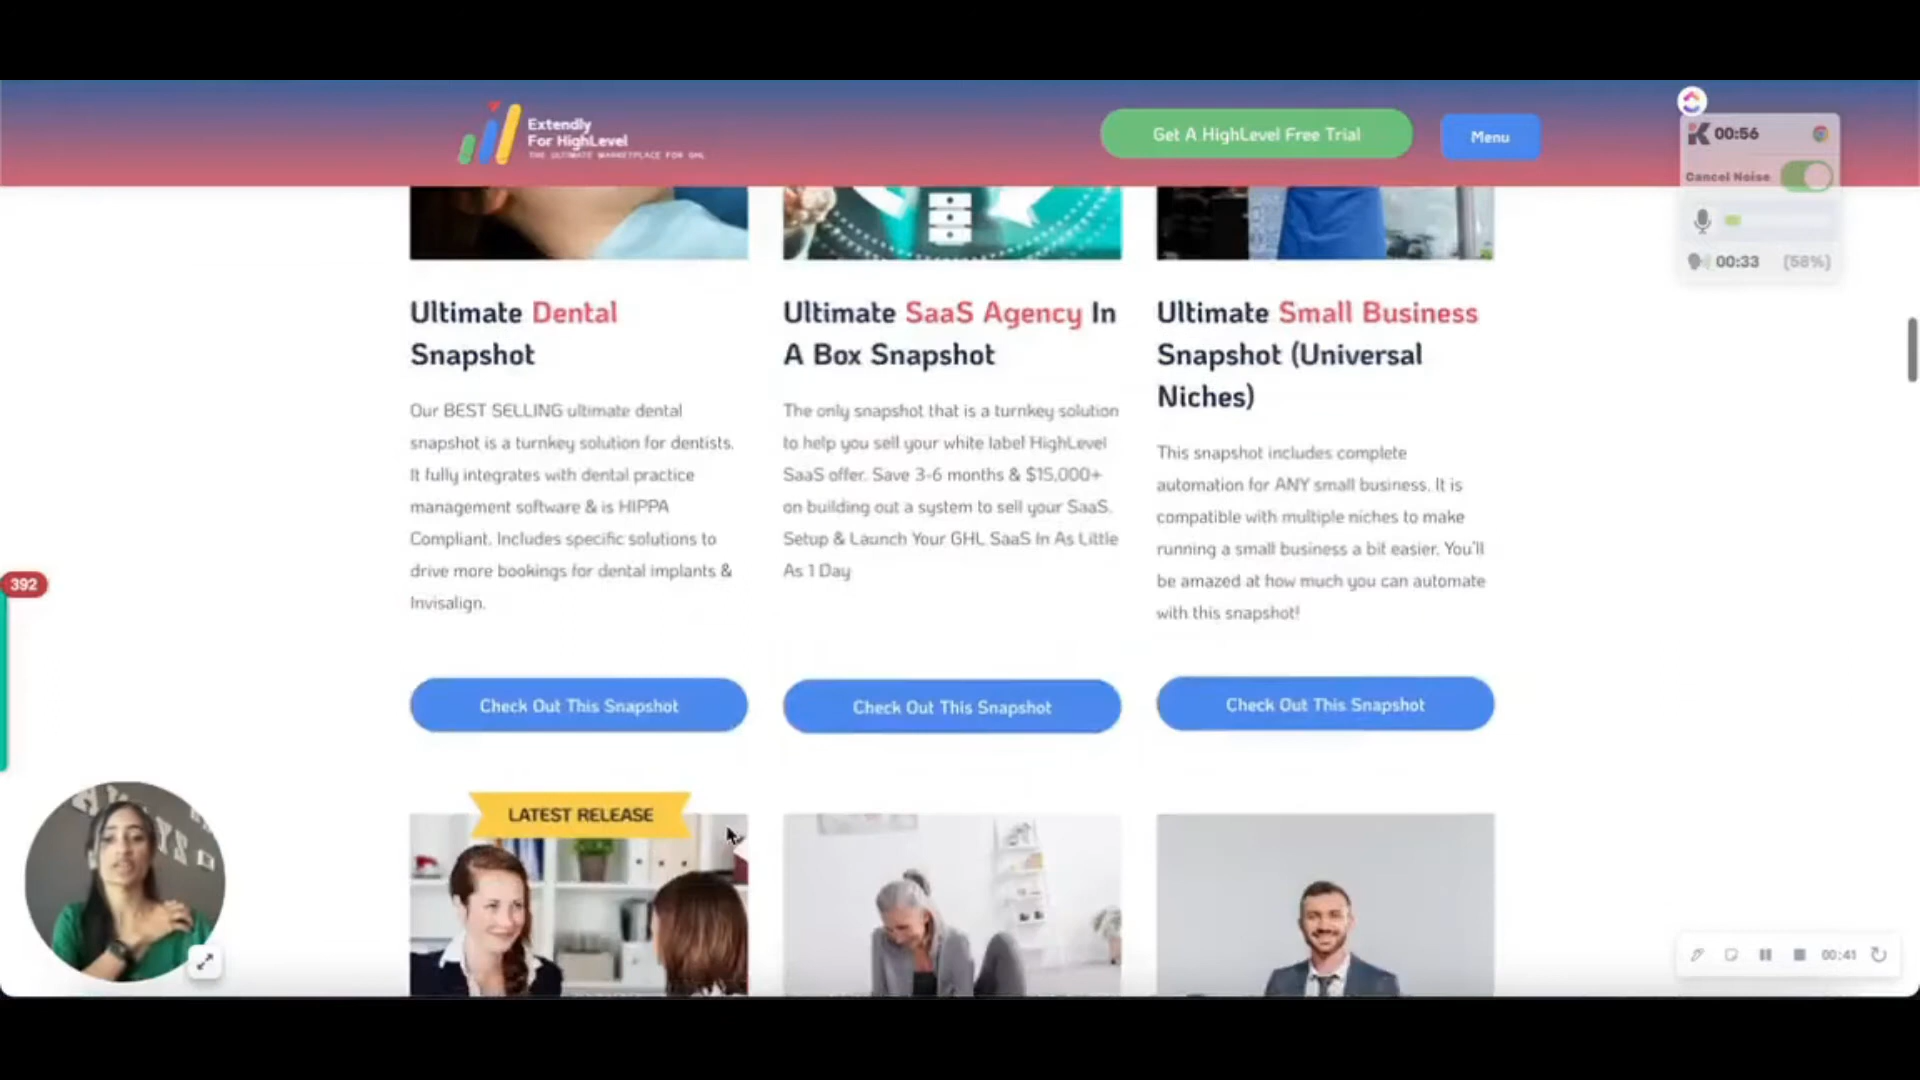 Extendly
For HighLevel
THE ULTIMATE MARKETPLACE FOR GHL
Get A HighLevel Free Trial
Menu
00:56
Cancel Noise
00:33 (58%)
Ultimate Dental
Snapshot
Our BEST SELLING ultimate dental
snapshot is a turnkey solution for dentists.
It fully integrates with dental practice
management software & is HIPPA
Compliant. Includes specific solutions to
drive more bookings for dental implants &
Invisalign.
Check Out This Snapshot
Ultimate SaaS Agency In
A Box Snapshot
The only snapshot that is a turnkey solution
to help you sell your white label HighLevel
SaaS offer. Save 3-6 months & $15,000+
on building out a system to sell your SaaS.
Setup & Launch Your GHL SaaS In As Little
As 1 Day
Check Out This Snapshot
Ultimate Small Business
Snapshot (Universal
Niches)
This snapshot includes complete
automation for ANY small business. It is
compatible with multiple niches to make
running a small business a bit easier. You'll
be amazed at how much you can automate
with this snapshot!
Check Out This Snapshot
392
LATEST RELEASE
00:41